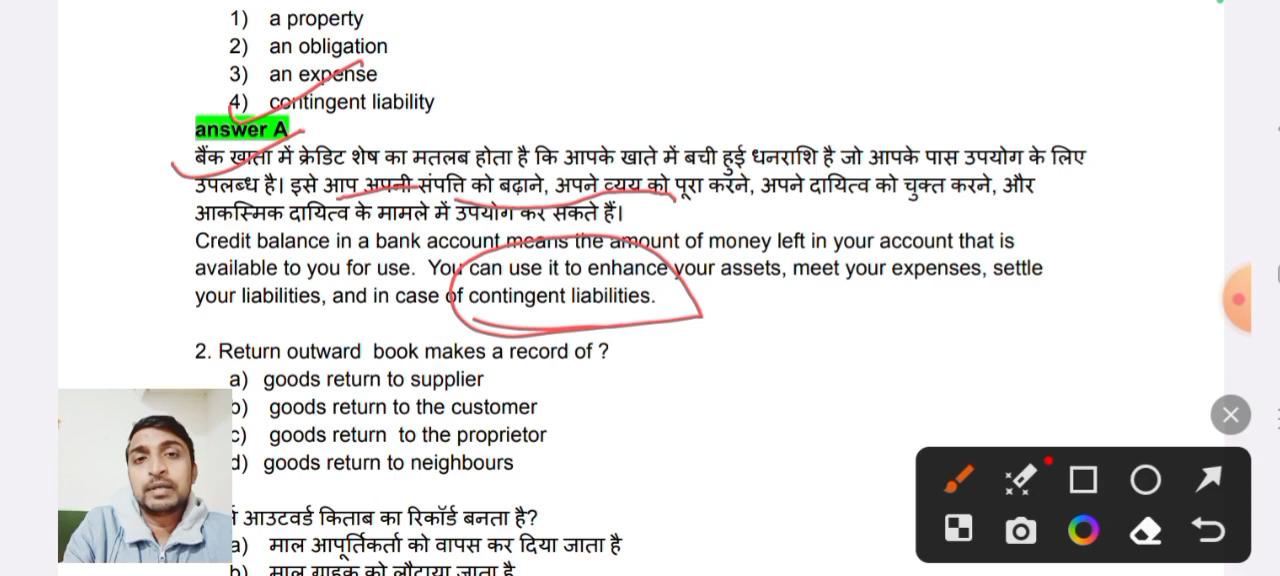 1) a property
2) an obligation
3) an expense
4) contingent liability
answer A
बैंक खाता में क्रेडिट शेष का मतलब होता है कि आपके खाते में बची हुई धनराशि है जो आपके पास उपयोग के लिए
उपलब्ध है। इसे आप अपनी संपत्ति को बढ़ाने, अपने व्यय को पूरा करने, अपने दायित्व को चुक्त करने, और
आकस्मिक दायित्व के मामले में उपयोग कर सकते हैं।
Credit balance in a bank account means the amount of money left in your account that is
available to you for use. You can use it to enhance your assets, meet your expenses, settle
your liabilities, and in case of contingent liabilities.
2. Return outward book makes a record of ?
a) goods return to supplier
b) goods return to the customer
c) goods return to the proprietor
d) goods return to neighbours
आउटवर्ड किताब का रिकॉर्ड बनता है?
a) माल आपूर्तिकर्ता को वापस कर दिया जाता है
b) माल ग्राहक को लौटाया जाता है